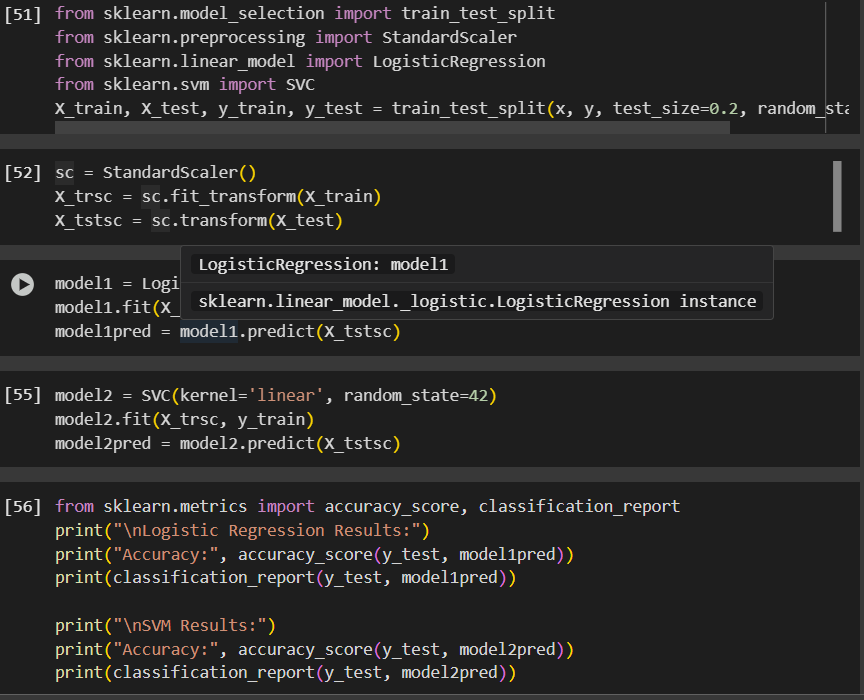 [51] from sklearn.model_selection import train_test_split
from sklearn.preprocessing import StandardScaler
from sklearn.linear_model import LogisticRegression
from sklearn.svm import SVC
X_train, X_test, y_train, y_test = train_test_split(x, y, test_size=0.2, random_sta
[52] sc = StandardScaler()
X_trsc = sc.fit_transform(X_train)
X_tstsc = sc.transform(X_test)
LogisticRegression: model1
model1 = Logi
sklearn.linear_model._logistic.LogisticRegression instance
model1.fit(X_
model1pred = model1.predict(X_tstsc)
[55] model2 = SVC(kernel='linear', random_state=42)
model2.fit(X_trsc, y_train)
model2pred = model2.predict(X_tstsc)
[56] from sklearn.metrics import accuracy_score, classification_report
print("\nLogistic Regression Results:")
print("Accuracy:", accuracy_score(y_test, model1pred))
print(classification_report(y_test, model1pred))
print("\nSVM Results:")
print("Accuracy:", accuracy_score(y_test, model2pred))
print(classification_report(y_test, model2pred))